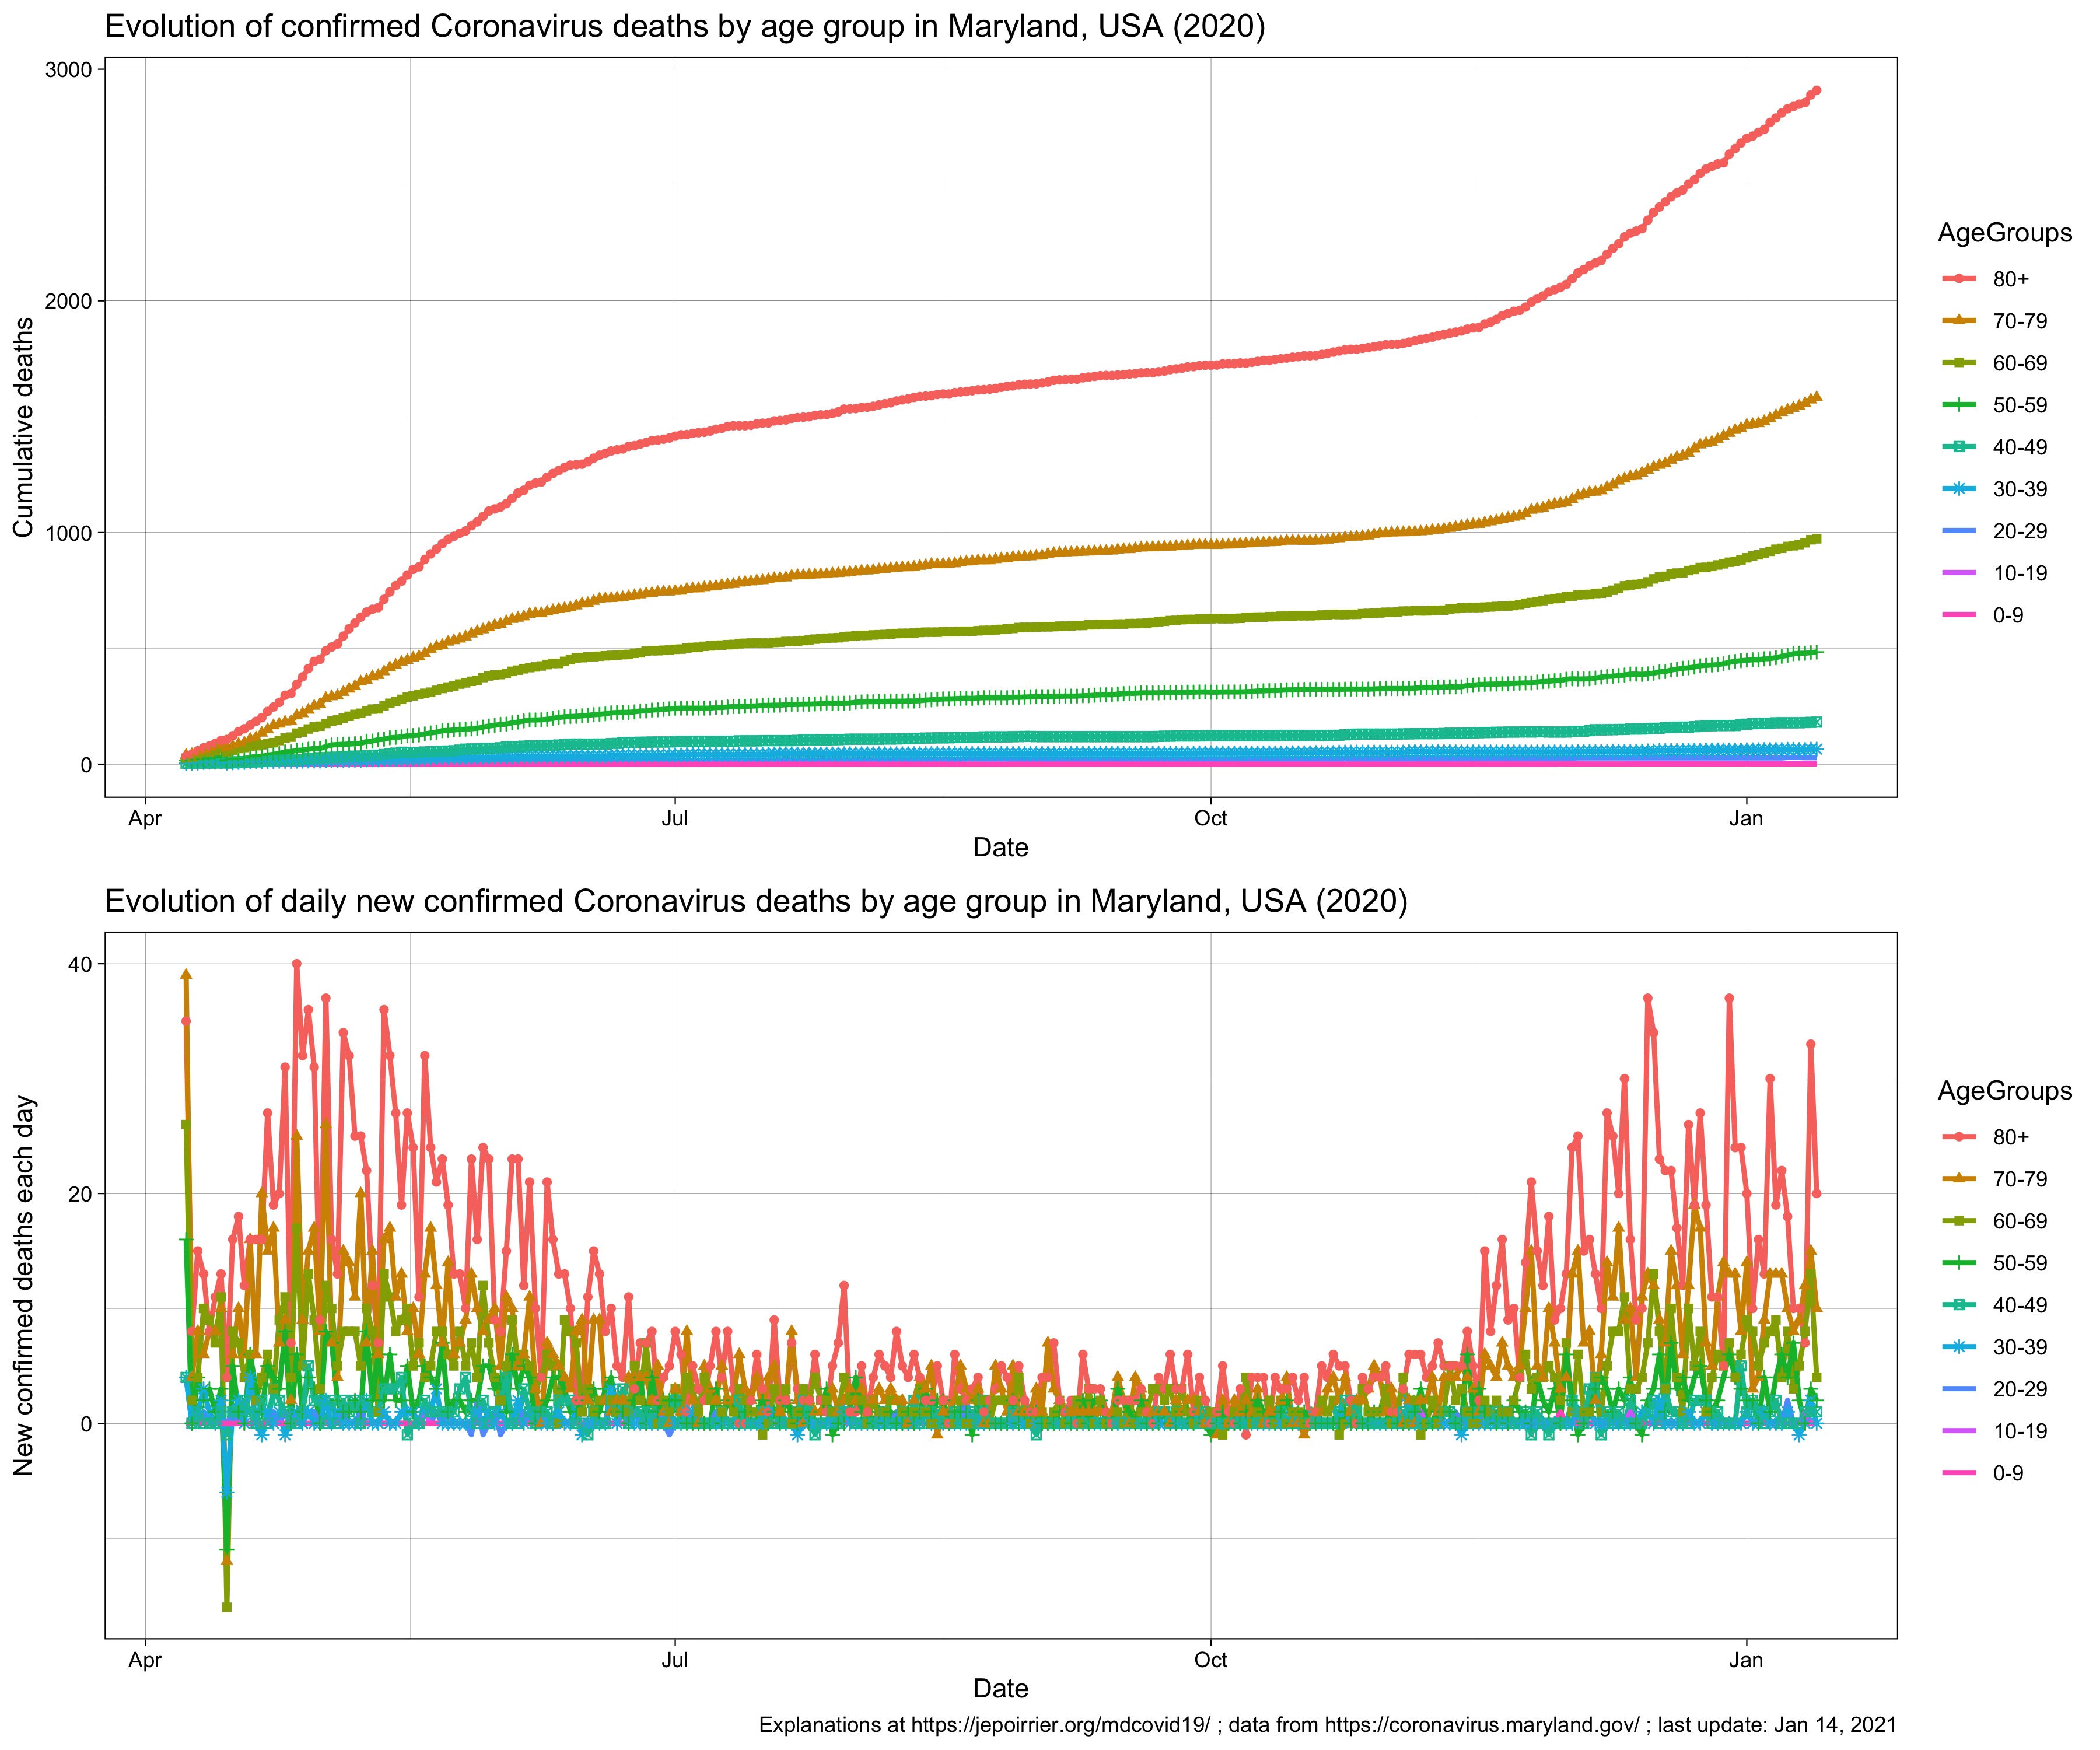 Evolution of confirmed Coronavirus deaths by age group in Maryland, USA (2020)
3000
2000
1000
0
Cumulative deaths
Apr
Jul
Oct
Jan
Date
AgeGroups
80+
70-79
60-69
50-59
40-49
30-39
20-29
10-19
0-9
Evolution of daily new confirmed Coronavirus deaths by age group in Maryland, USA (2020)
40
20
0
New confirmed deaths each day
Apr
Jul
Oct
Jan
Date
AgeGroups
80+
70-79
60-69
50-59
40-49
30-39
20-29
10-19
0-9
Explanations at https://jepoirrier.org/mdcovid19/ ; data from https://coronavirus.maryland.gov/ ; last update: Jan 14, 2021